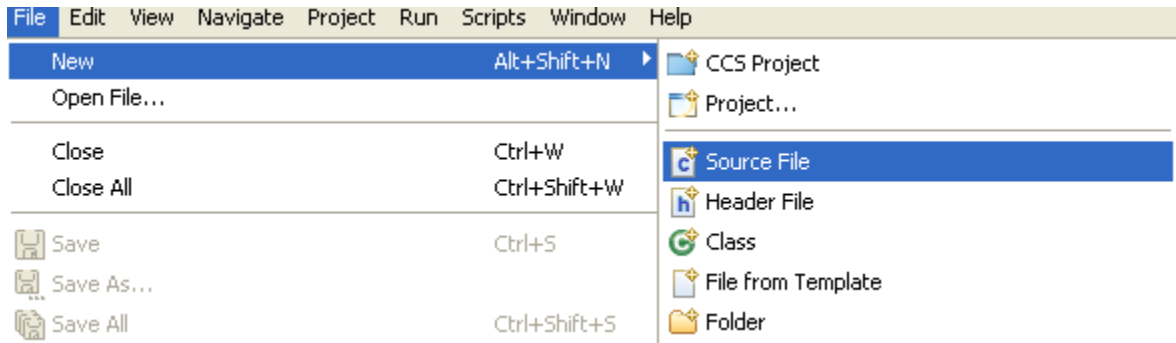 File Edit View Navigate Project Run Scripts Window Help
New Alt+Shift+N
Open File...
Close Ctrl+W
Close All Ctrl+Shift+W
Save Ctrl+S
Save As...
Save All Ctrl+Shift+S
CCS Project
Project...
Source File
Header File
Class
File from Template
Folder